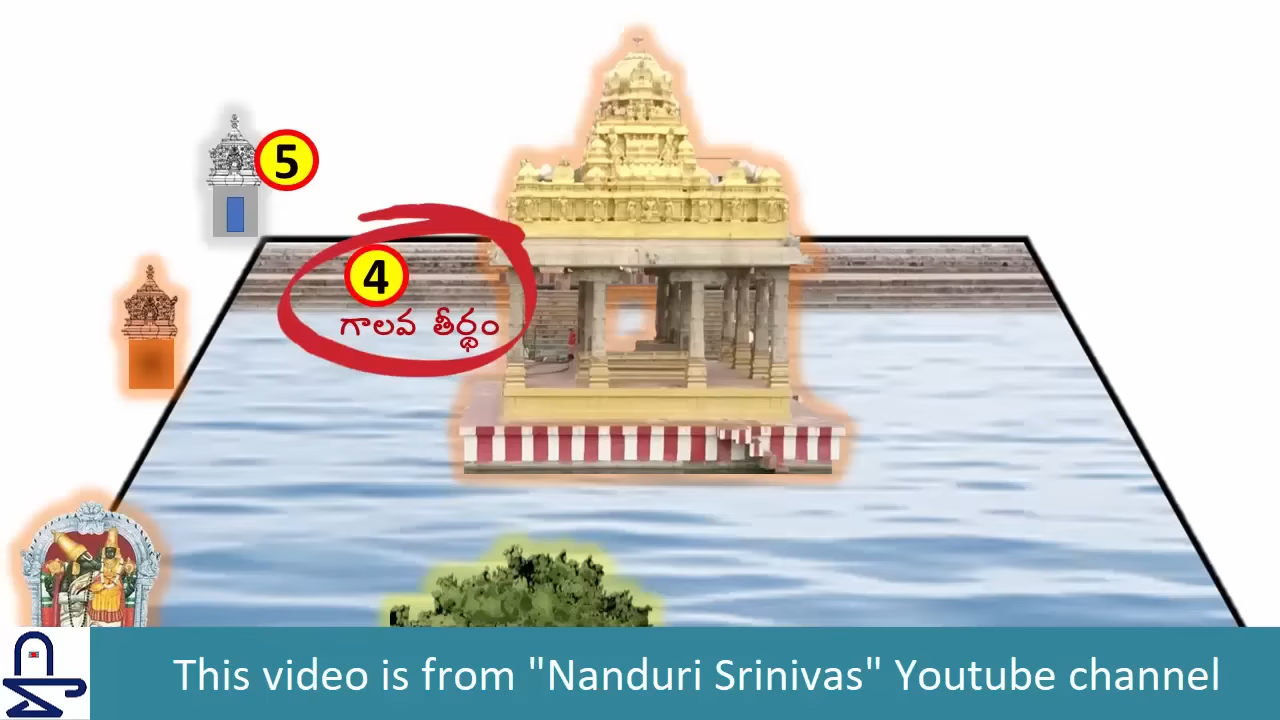 5
4
గాలవ తీర్థం
This video is from "Nanduri Srinivas" Youtube channel